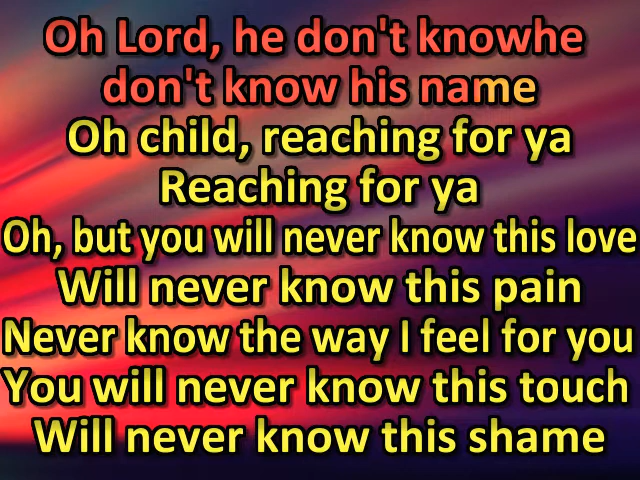 Oh Lord, he don't knowhe
don't know his name
Oh child, reaching for ya
Reaching for ya
Oh, but you will never know this love
Will never know this pain
Never know the way I feel for you
You will never know this touch
Will never know this shame